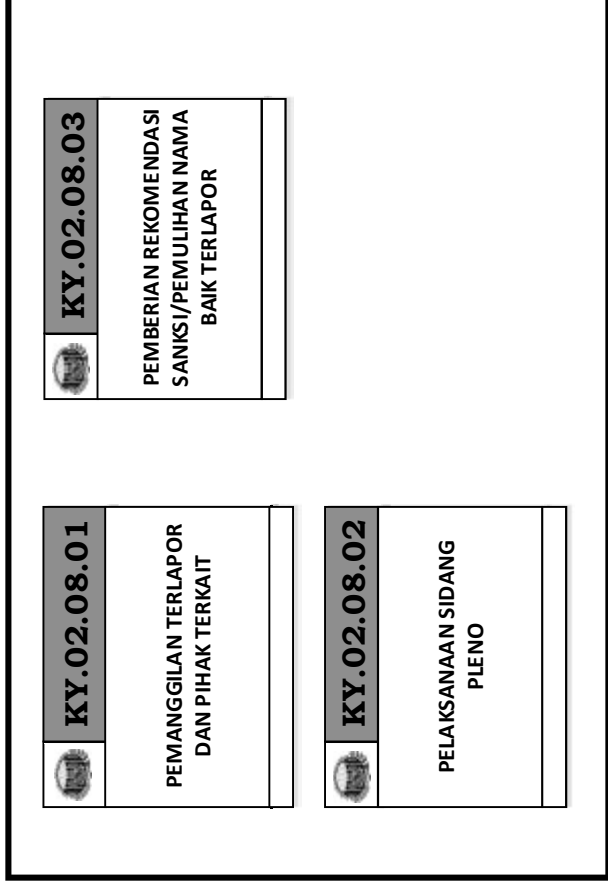 KY.02.08.01
PEMANGGILAN TERLAPOR
DAN PIHAK TERKAIT
KY.02.08.02
PELAKSANAAN SIDANG
PLENO
KY.02.08.03
PEMBERIAN REKOMENDASI
SANKSI/PEMULIHAN NAMA
BAIK TERLAPOR